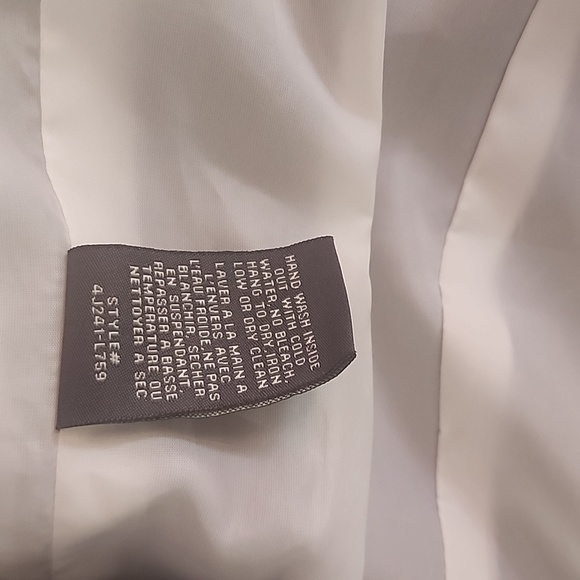 HAND WASH INSIDE
OUT WITH COLD
WATER, NO BLEACH,
HANG TO DRY, IRON
LOW OR DRY CLEAN
LAVER A LA MAIN A
L'ENVERS AVEC
L'EAU FROIDE, NE PAS
BLANCHIR, SECHER
EN SUSPENDANT,
REPASSER A BASSE
TEMPERATURE OU
NETTOYER A SEC
STYLE#
4J241-L759